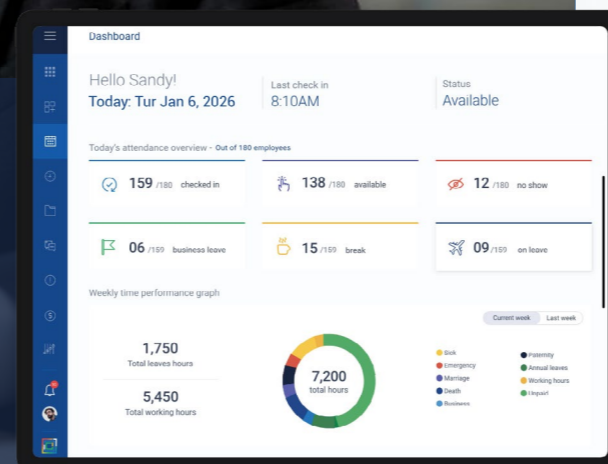 Dashboard
Hello Sandy!
Today: Tur Jan 6, 2026
Last check in
8:10AM
Status
Available
Today's attendance overview - Out of 180 employees
159 /180 checked in
138 /180 available
12 /180 no show
06 /159 business leave
15 /159 break
09 /159 on leave
Weekly time performance graph
Current week
Last week
1,750
Total leaves hours
5,450
Total working hours
7,200
total hours
Sick
Emergency
Marriage
Death
Business
Paternity
Annual leaves
Working hours
Unpaid